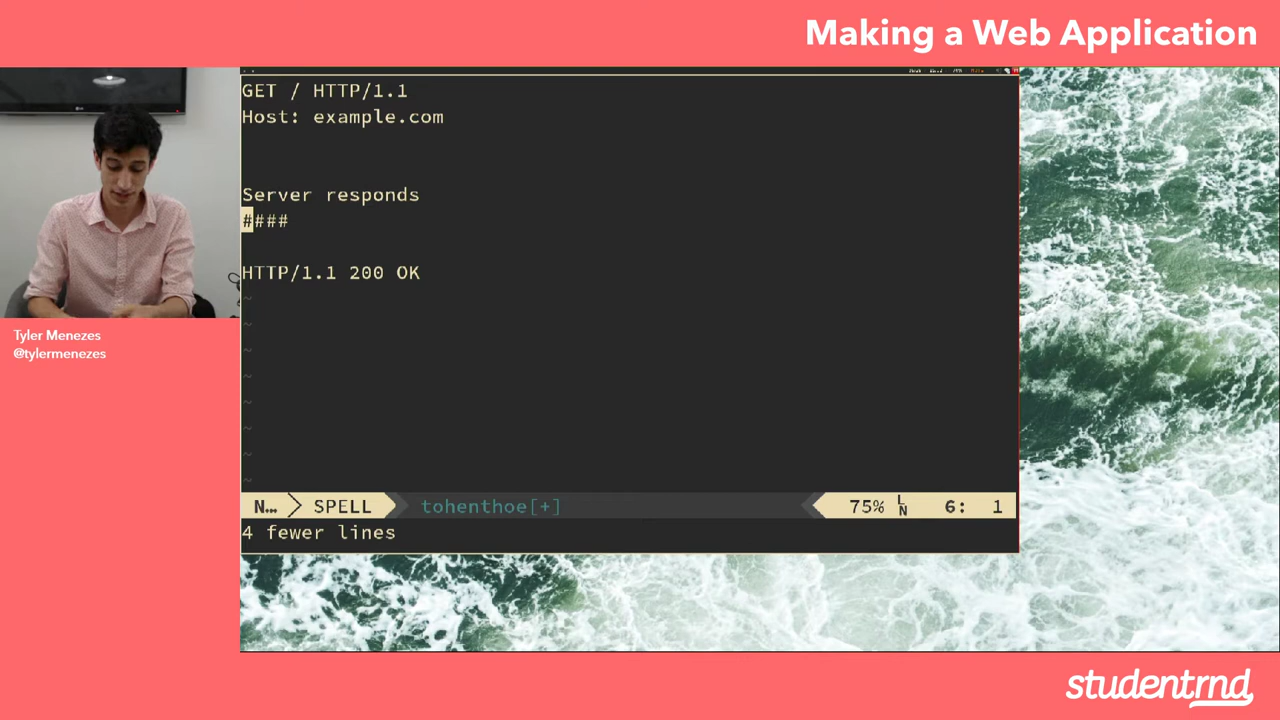 Making a Web Application
GET / HTTP/1.1
Host: example.com
Server responds
####
HTTP/1.1 200 OK
~
~
~
~
~
~
~
~
N... SPELL tohenthoe[+] 75% LN 6: 1
4 fewer lines
Tyler Menezes
@tylermenezes
studentrnd